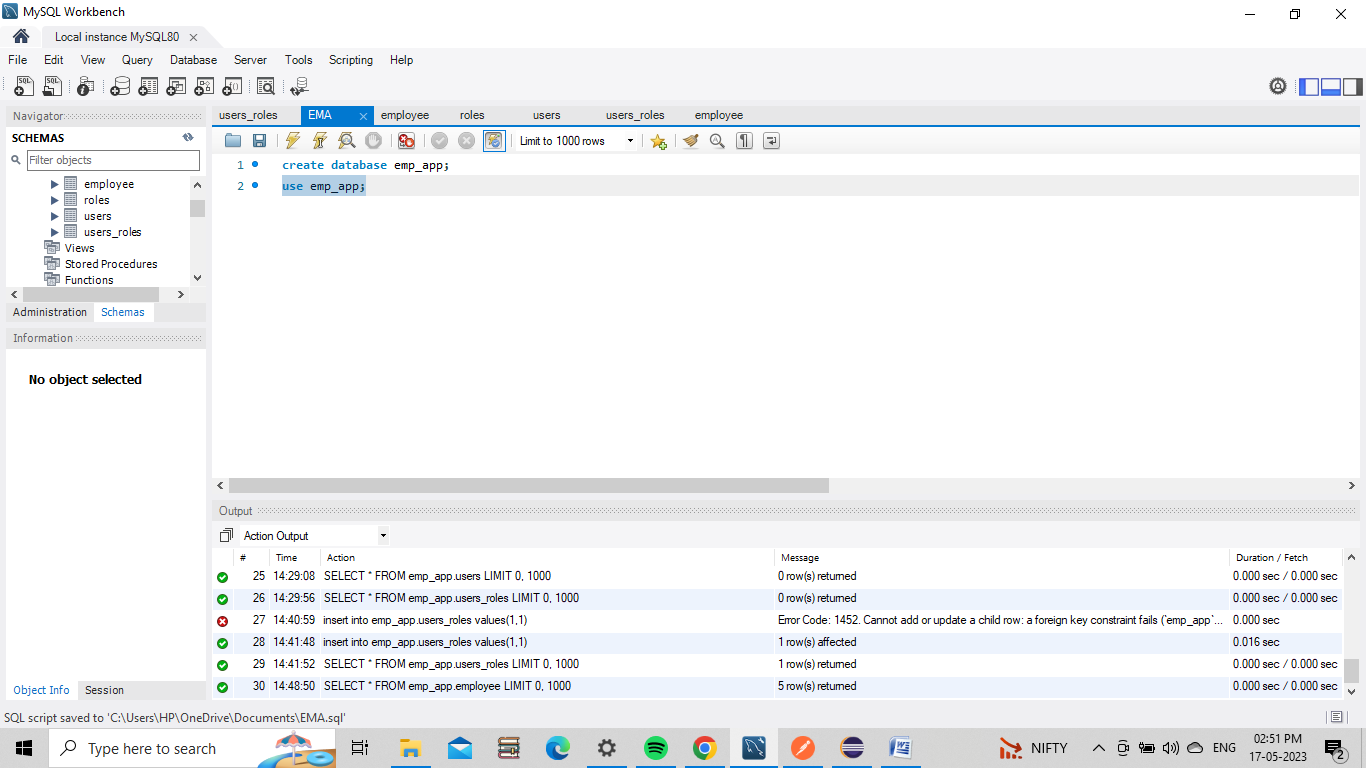 MySQL Workbench
Local instance MySQL80
File Edit View Query Database Server Tools Scripting Help
Navigator
SCHEMAS
Filter objects
employee
roles
users
users_roles
Views
Stored Procedures
Functions
Administration Schemas
Information
No object selected
Object Info Session
users_roles EMA employee roles users users_roles employee
Limit to 1000 rows
1 create database emp_app;
2 use emp_app;
Output
Action Output
# Time Action Message Duration / Fetch
25 14:29:08 SELECT * FROM emp_app.users LIMIT 0, 1000 0 row(s) returned 0.000 sec / 0.000 sec
26 14:29:56 SELECT * FROM emp_app.users_roles LIMIT 0, 1000 0 row(s) returned 0.000 sec / 0.000 sec
27 14:40:59 insert into emp_app.users_roles values(1,1) Error Code: 1452. Cannot add or update a child row: a foreign key constraint fails (`emp_app`... 0.000 sec
28 14:41:48 insert into emp_app.users_roles values(1,1) 1 row(s) affected 0.016 sec
29 14:41:52 SELECT * FROM emp_app.users_roles LIMIT 0, 1000 1 row(s) returned 0.000 sec / 0.000 sec
30 14:48:50 SELECT * FROM emp_app.employee LIMIT 0, 1000 5 row(s) returned 0.000 sec / 0.000 sec
SQL script saved to 'C:\Users\HP\OneDrive\Documents\EMA.sql'
Type here to search
NIFTY
ENG
02:51 PM
17-05-2023
2